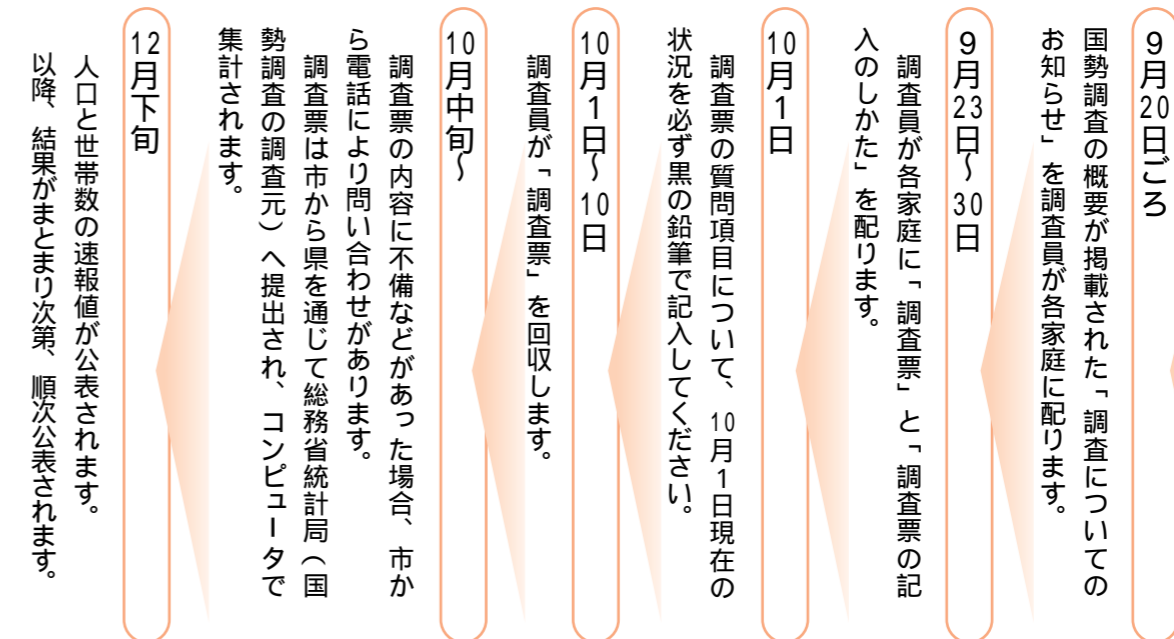 9月20日ごろ
国勢調査の概要が掲載された「調査についての
お知らせ」を調査員が各家庭に配ります。
9月23日～30日
調査員が各家庭に「調査票」と「調査票の記
入のしかた」を配ります。
10月1日
調査票の質問項目について、10月1日現在の
状況を必ず黒の鉛筆で記入してください。
10月1日～10日
調査員が「調査票」を回収します。
10月中旬～
調査票の内容に不備などがあった場合、市か
ら電話により問い合わせがあります。
調査票は市から県を通じて総務省統計局（国
勢調査の調査元）へ提出され、コンピュータで
集計されます。
12月下旬
人口と世帯数の速報値が公表されます。
以降、結果がまとまり次第、順次公表されます。